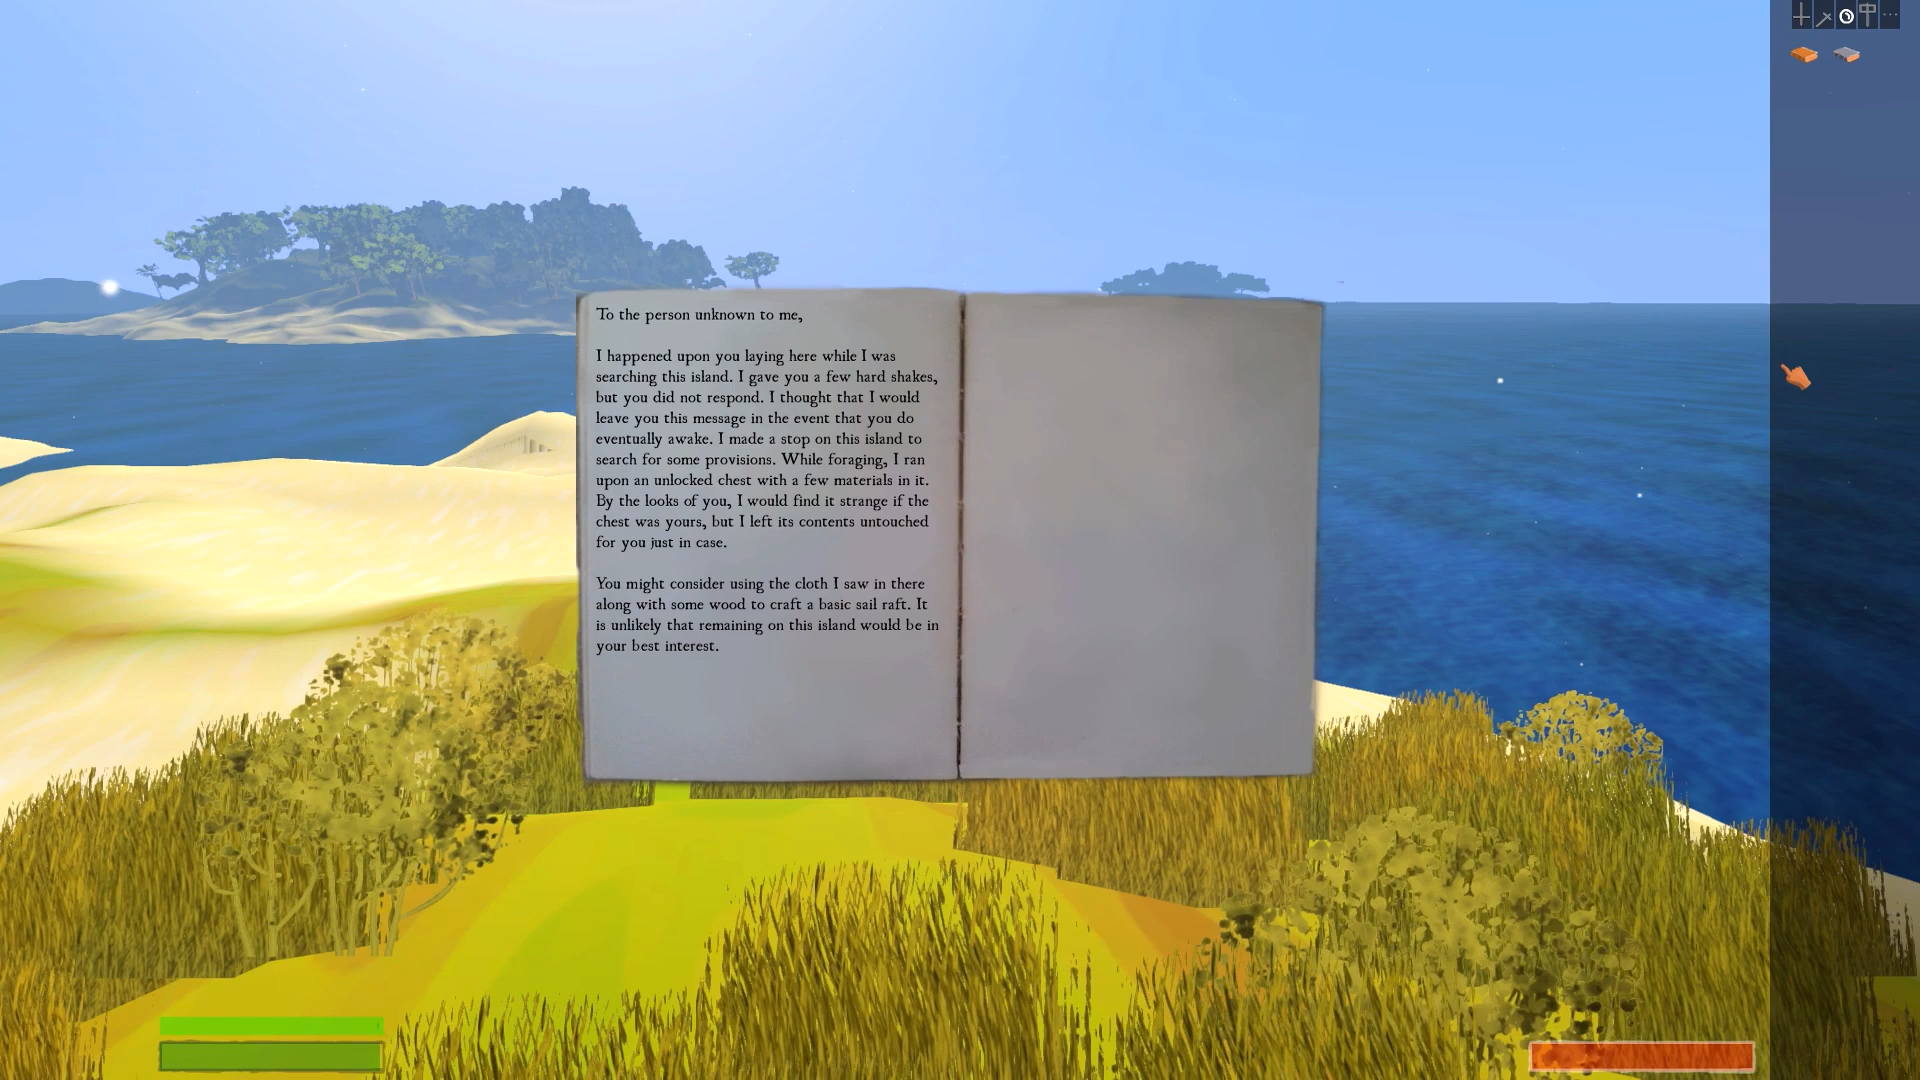 To the person unknown to me,
I happened upon you laying here while I was
searching this island. I gave you a few hard shakes,
but you did not respond. I thought that I would
leave you this message in the event that you do
eventually awake. I made a stop on this island to
search for some provisions. While foraging, I ran
upon an unlocked chest with a few materials in it.
By the looks of you, I would find it strange if the
chest was yours, but I left its contents untouched
for you just in case.
You might consider using the cloth I saw in there
along with some wood to craft a basic sail raft. It
is unlikely that remaining on this island would be in
your best interest.